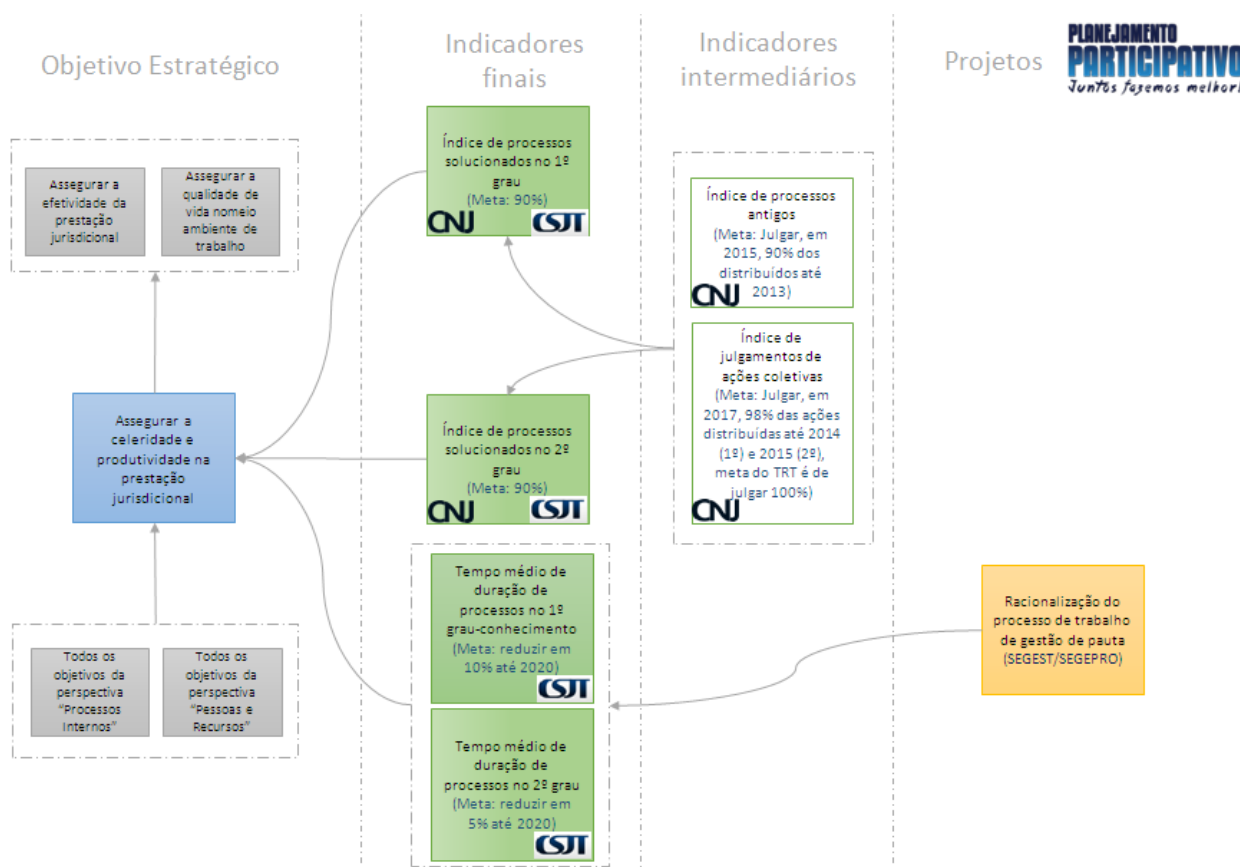 Objetivo Estratégico
Indicadores
finais
Indicadores
intermediários
Projetos
PLANEJAMENTO
PARTICIPATIVO
Juntos fazemos melhor!
Assegurar a
efetividade da
prestação
jurisdicional
Assegurar a
qualidade de
vida nomeio
ambiente de
trabalho
Assegurar a
celeridade e
produtividade na
prestação
jurisdicional
Todos os
objetivos da
perspectiva
“Processos
Internos”
Todos os
objetivos da
perspectiva
“Pessoas e
Recursos”
Índice de processos
solucionados no 1º
grau
(Meta: 90%)
CNJ
CSJT
Índice de processos
solucionados no 2º
grau
(Meta: 90%)
CNJ
CSJT
Tempo médio de
duração de
processos no 1º
grau-conhecimento
(Meta: reduzir em
10% até 2020)
CSJT
Tempo médio de
duração de
processos no 2º grau
(Meta: reduzir em
5% até 2020)
CSJT
Índice de processos
antigos
(Meta: Julgar, em
2015, 90% dos
distribuídos até
2013)
CNJ
Índice de
julgamentos de
ações coletivas
(Meta: Julgar, em
2017, 98% das ações
distribuídas até 2014
(1º) e 2015 (2º),
meta do TRT é de
julgar 100%)
CNJ
Racionalização do
processo de trabalho
de gestão de pauta
(SEGEST/SEGEPRO)